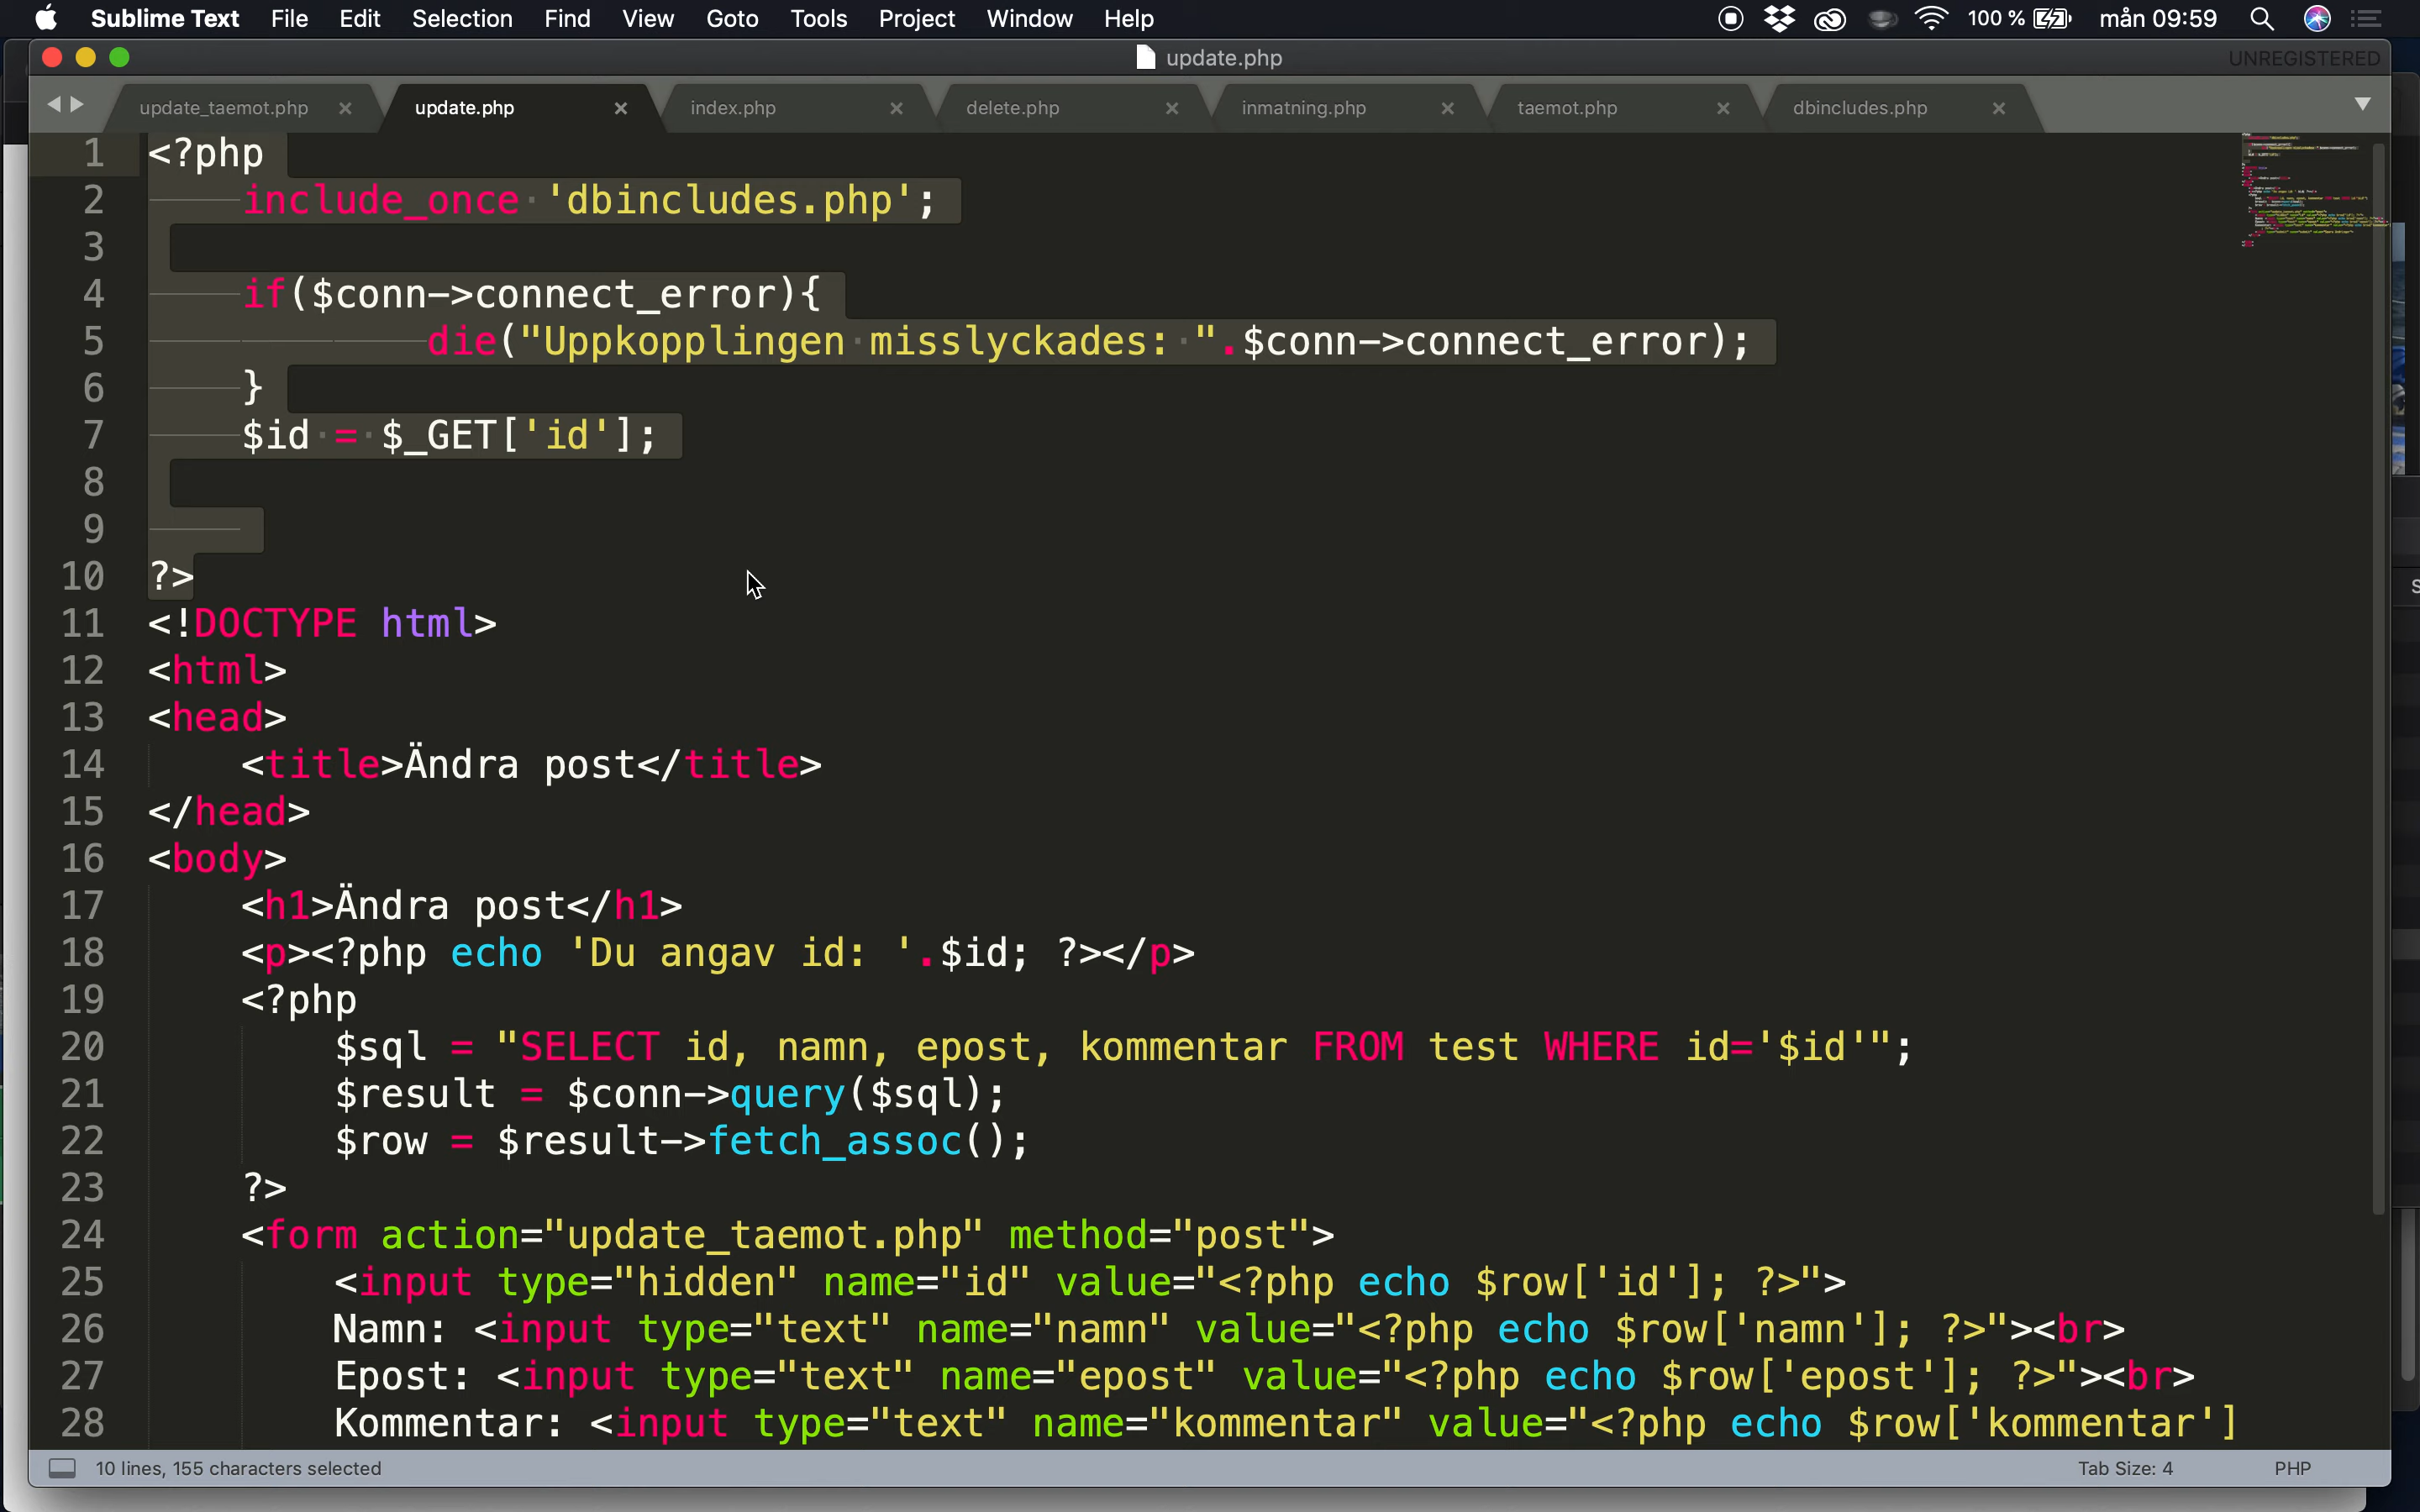 Sublime Text File Edit Selection Find View Goto Tools Project Window Help 100 % mån 09:59
update.php UNREGISTERED
update_taemot.php update.php index.php delete.php inmatning.php taemot.php dbincludes.php
1 <?php
2 include_once 'dbincludes.php';
3
4 if($conn->connect_error){
5 die("Uppkopplingen misslyckades: ".$conn->connect_error);
6 }
7 $id = $_GET['id'];
8
9
10 ?>
11 <!DOCTYPE html>
12 <html>
13 <head>
14 <title>Ändra post</title>
15 </head>
16 <body>
17 <h1>Ändra post</h1>
18 <p><?php echo 'Du angav id: '.$id; ?></p>
19 <?php
20 $sql = "SELECT id, namn, epost, kommentar FROM test WHERE id='$id'";
21 $result = $conn->query($sql);
22 $row = $result->fetch_assoc();
23 ?>
24 <form action="update_taemot.php" method="post">
25 <input type="hidden" name="id" value="<?php echo $row['id']; ?>">
26 Namn: <input type="text" name="namn" value="<?php echo $row['namn']; ?>"><br>
27 Epost: <input type="text" name="epost" value="<?php echo $row['epost']; ?>"><br>
28 Kommentar: <input type="text" name="kommentar" value="<?php echo $row['kommentar']
10 lines, 155 characters selected Tab Size: 4 PHP